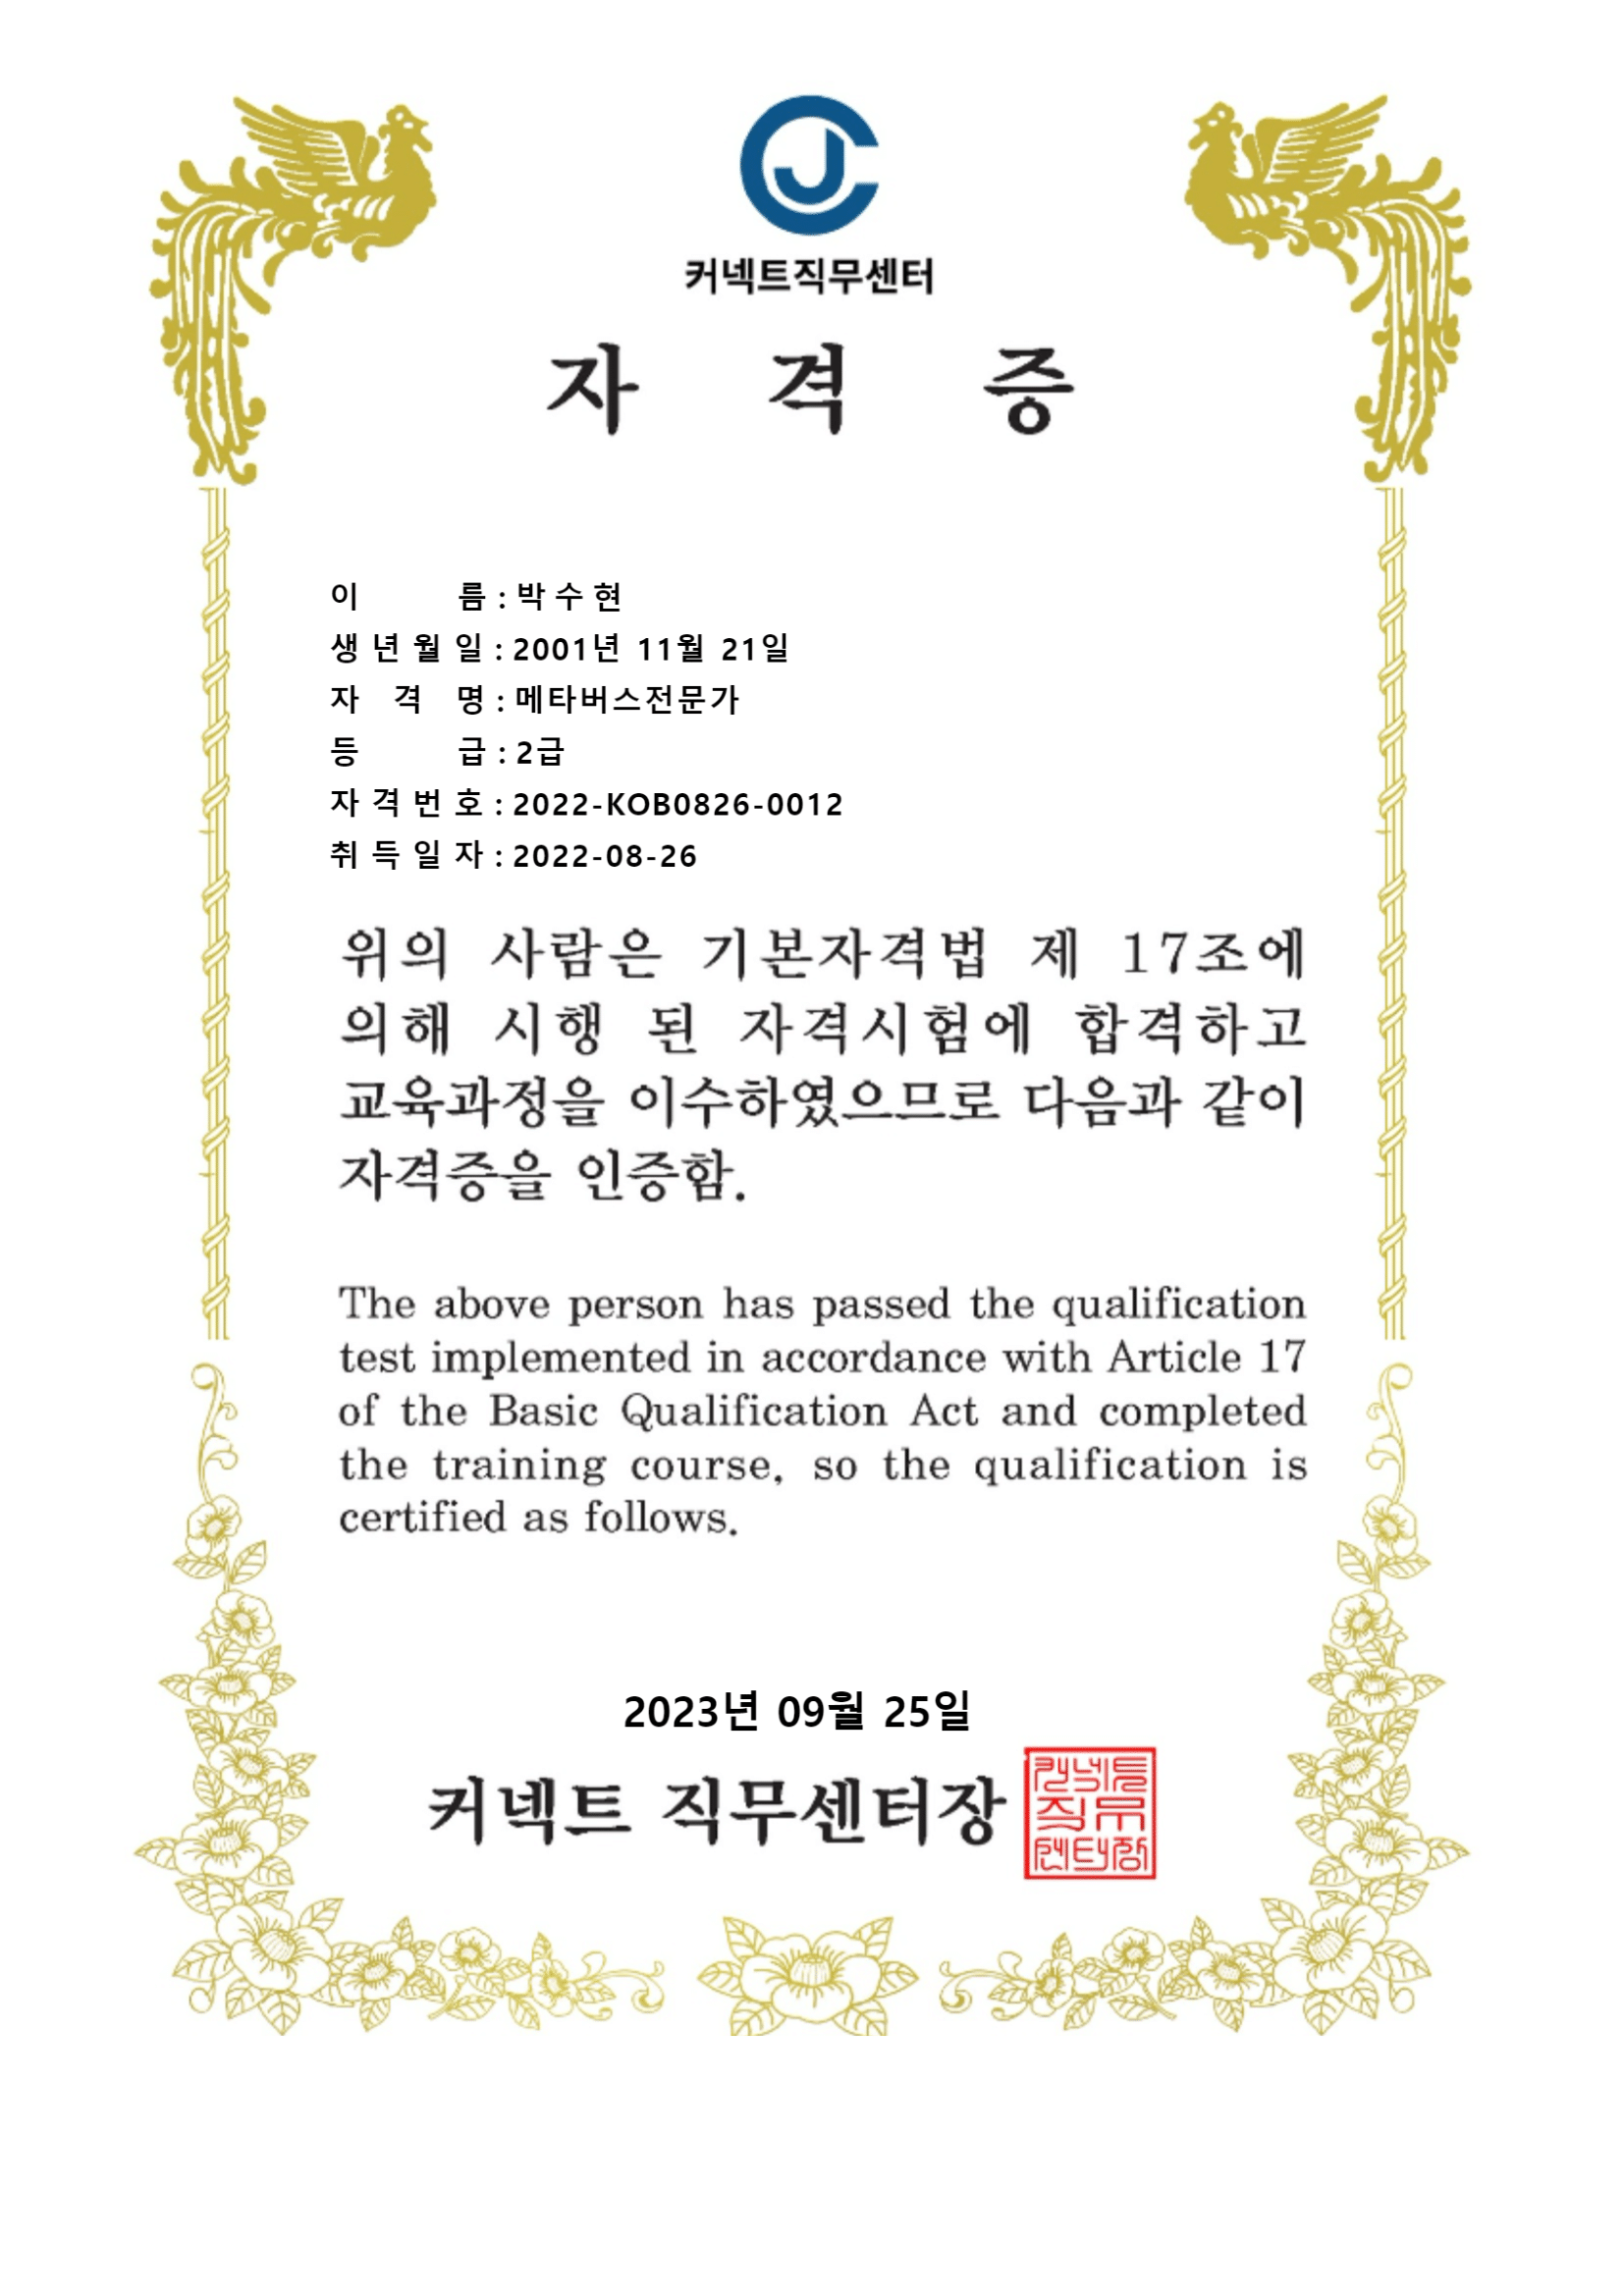 커넥트직무센터
자 격 증
이 름 : 박 수 현
생 년 월 일 : 2001년 11월 21일
자 격 명 : 메타버스전문가
등 급 : 2급
자 격 번 호 : 2022-KOB0826-0012
취 득 일 자 : 2022-08-26
위의 사람은 기본자격법 제 17조에
의해 시행 된 자격시험에 합격하고
교육과정을 이수하였으므로 다음과 같이
자격증을 인증함.
The above person has passed the qualification
test implemented in accordance with Article 17
of the Basic Qualification Act and completed
the training course, so the qualification is
certified as follows.
2023년 09월 25일
커넥트 직무센터장